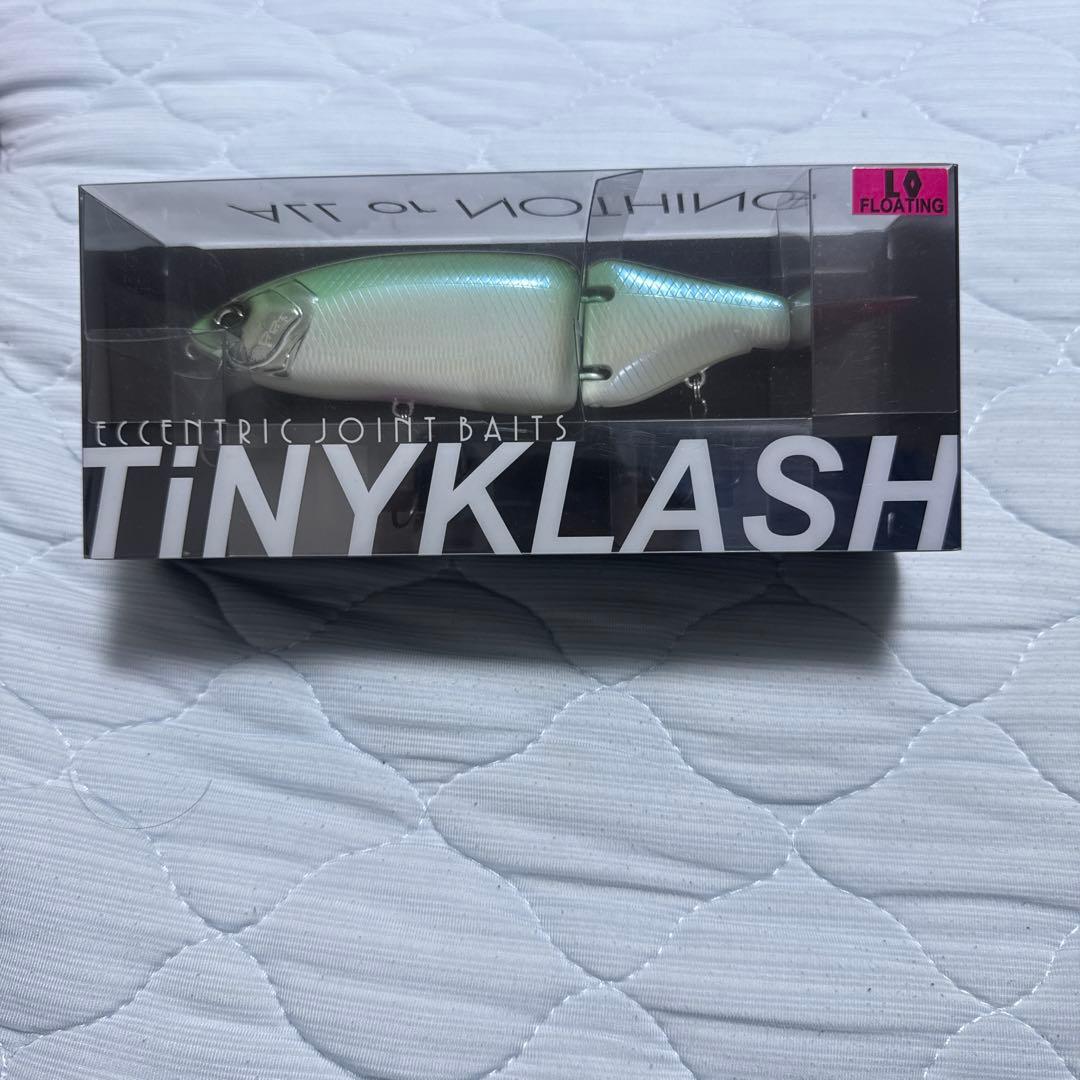 ALL or NOTHING.
LO
FLOATING
ECCENTRIC JOINT BAITS
TiNYKLASH